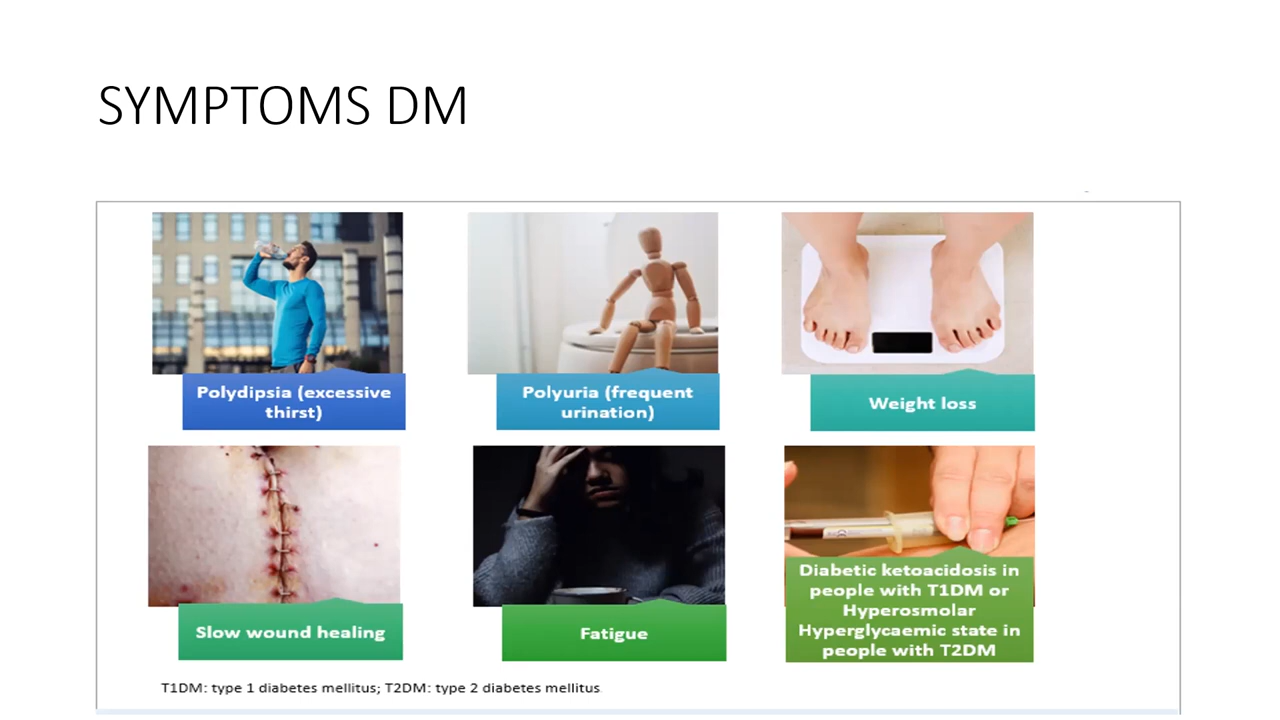 SYMPTOMS DM
Polydipsia (excessive
thirst)
Polyuria (frequent
urination)
Weight loss
Slow wound healing
Fatigue
Diabetic ketoacidosis in
people with T1DM or
Hyperosmolar
Hyperglycaemic state in
people with T2DM
T1DM: type 1 diabetes mellitus; T2DM: type 2 diabetes mellitus